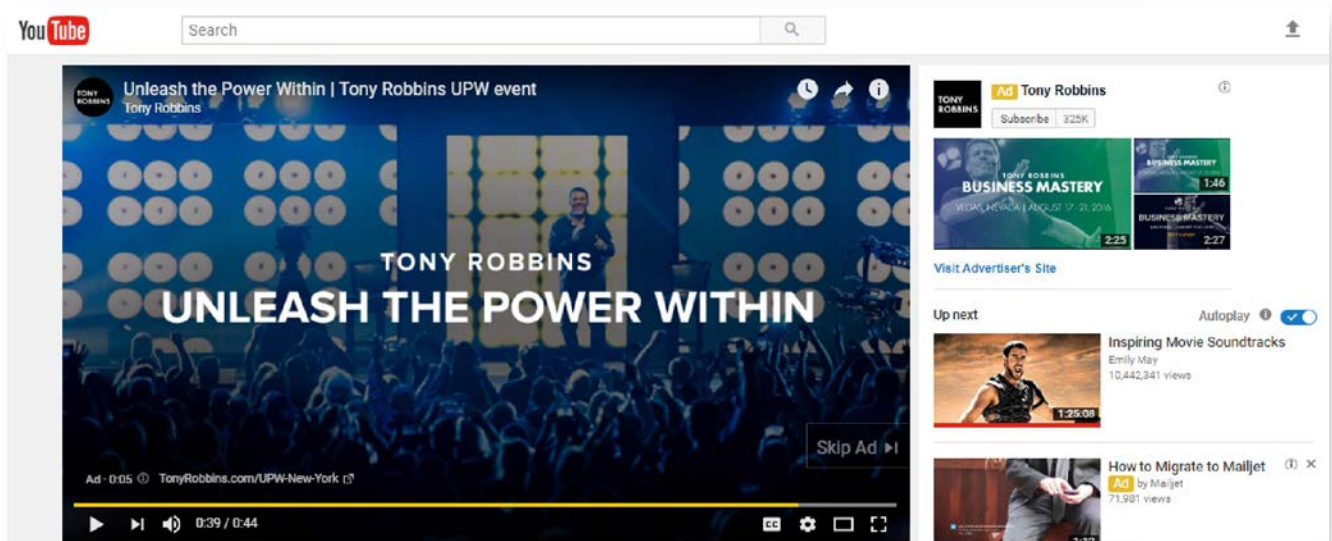 You Tube
Search
TONY ROBBINS
Unleash the Power Within | Tony Robbins UPW event
Tony Robbins
TONY ROBBINS
UNLEASH THE POWER WITHIN
Skip Ad
Ad · 0:05 TonyRobbins.com/UPW-New-York
0:39 / 0:44
CC
TONY
ROBBINS
Ad Tony Robbins
Subscribe 325K
TONY ROBBINS
BUSINESS MASTERY
VEGAS, NEVADA | AUGUST 17-21, 2016
2:25
BUSINESS MASTERY
1:46
BUSINESS MASTERY
2:27
Visit Advertiser's Site
Up next
Autoplay
Inspiring Movie Soundtracks
Emily May
10,442,341 views
1:25:08
How to Migrate to Mailjet
Ad by Mailjet
71,981 views